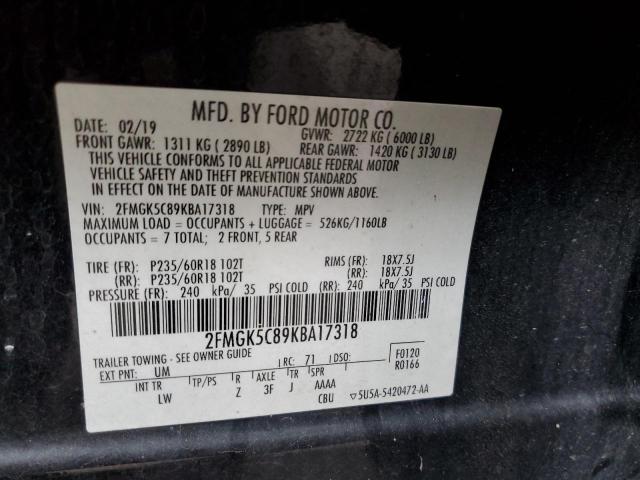 MFD. BY FORD MOTOR CO.
DATE: 02/19 GVWR: 2722 KG (6000 LB)
FRONT GAWR: 1311 KG (2890 LB) REAR GAWR: 1420 KG (3130 LB)
THIS VEHICLE CONFORMS TO ALL APPLICABLE FEDERAL MOTOR
VEHICLE SAFETY AND THEFT PREVENTION STANDARDS
IN EFFECT ON THE DATE OF MANUFACTURE SHOWN ABOVE.
VIN: 2FMGK5C89KBA17318 TYPE: MPV
MAXIMUM LOAD = OCCUPANTS + LUGGAGE = 526KG/1160LB
OCCUPANTS = 7 TOTAL; 2 FRONT, 5 REAR
TIRE (FR): P235/60R18 102T RIMS (FR): 18X7.5J
(RR): P235/60R18 102T (RR): 18X7.5J
PRESSURE (FR): 240 kPa/ 35 PSI COLD (RR): 240 kPa/ 35 PSI COLD
2FMGK5C89KBA17318
TRAILER TOWING - SEE OWNER GUIDE
EXT PNT: UM RC: 71 DSO: F0120
R0166
INT TR TP/PS R AXLE TR SPR
LW Z 3F J AAAA
CBU ▽5U5A-5420472-AA